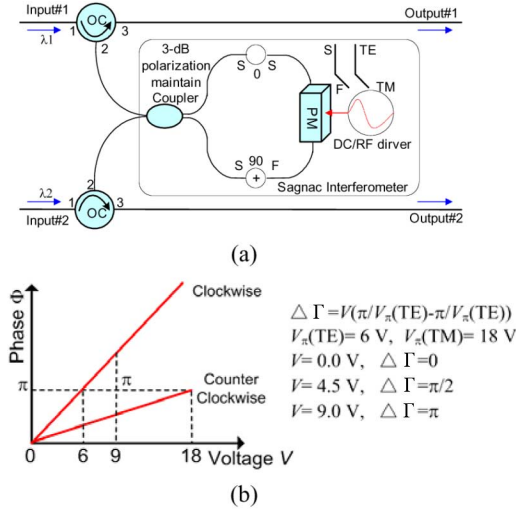 Input#1
Output#1
OC
λ1
1
3
2
3-dB
polarization
maintain
Coupler
S
0
S
S
TE
F
TM
PM
DC/RF dirver
S
90
F
+
Sagnac Interferometer
λ2
2
1
OC
3
Input#2
Output#2
(a)
Phase Φ
Clockwise
π
π
Counter
Clockwise
0
6
9
18
Voltage V
△Γ=V(π/Vπ(TE)-π/Vπ(TE))
Vπ(TE)= 6 V, Vπ(TM)= 18 V
V= 0.0 V, △Γ=0
V= 4.5 V, △Γ=π/2
V= 9.0 V, △Γ=π
(b)